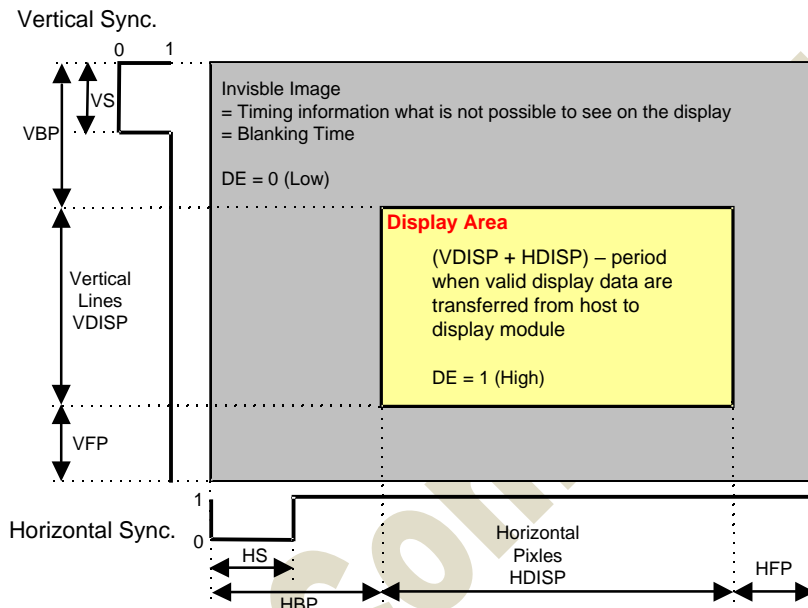 Vertical Sync.
0 1
VS
VBP
Invisble Image
= Timing information what is not possible to see on the display
= Blanking Time
DE = 0 (Low)
Display Area
(VDISP + HDISP) – period
when valid display data are
transferred from host to
display module
DE = 1 (High)
Vertical
Lines
VDISP
VFP
1
Horizontal Sync.
0
HS
Horizontal
Pixles
HDISP
HFP
HBP